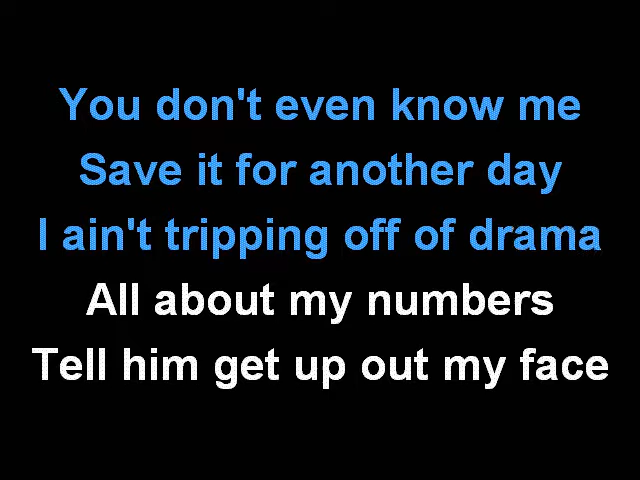 You don't even know me
Save it for another day
I ain't tripping off of drama
All about my numbers
Tell him get up out my face